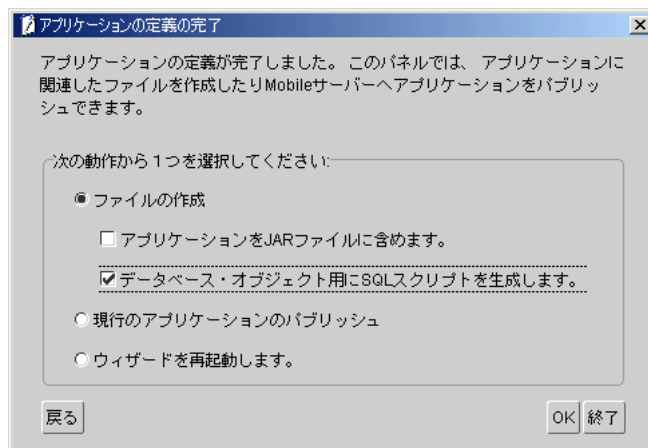 アプリケーションの定義の完了
アプリケーションの定義が完了しました。 このパネルでは、 アプリケーションに
関連したファイルを作成したりMobileサーバーへアプリケーションをパブリッ
シュできます。
次の動作から1つを選択してください:
ファイルの作成
アプリケーションをJARファイルに含めます。
データベース・オブジェクト用にSQLスクリプトを生成します。
現行のアプリケーションのパブリッシュ
ウィザードを再起動します。
戻る OK 終了